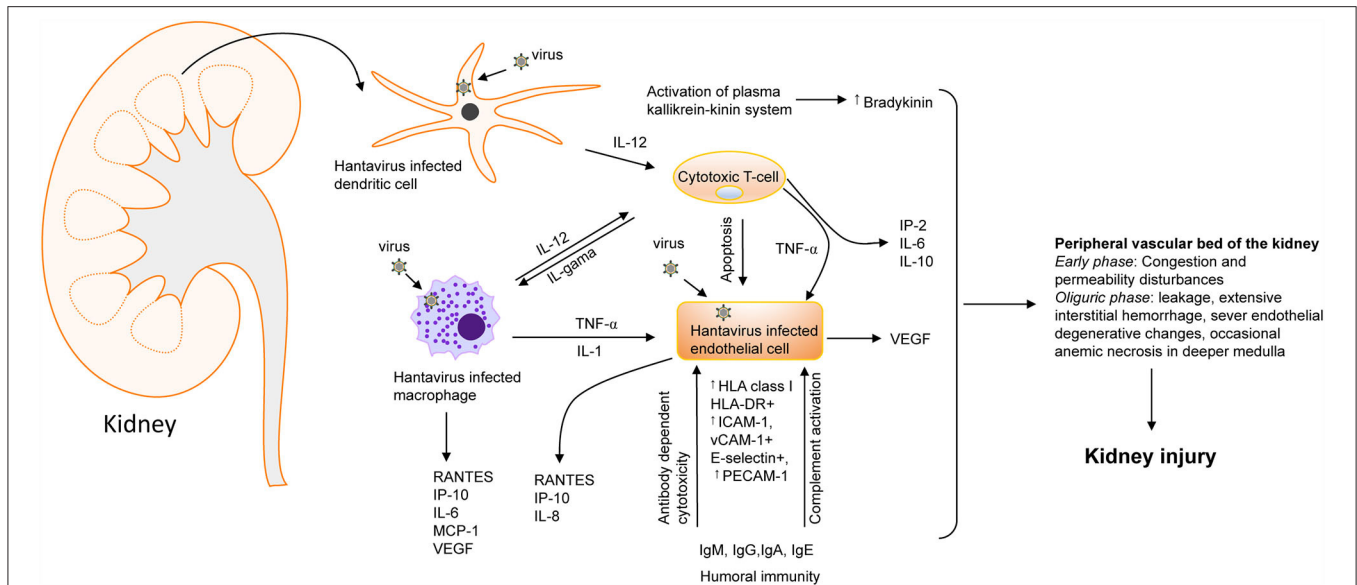 virus
Activation of plasma
kallikrein-kinin system
↑ Bradykinin
Hantavirus infected
dendritic cell
IL-12
Cytotoxic T-cell
IL-12
IL-gama
virus
Apoptosis
virus
TNF-α
IP-2
IL-6
IL-10
TNF-α
IL-1
Hantavirus infected
endothelial cell
VEGF
Hantavirus infected
macrophage
Kidney
RANTES
IP-10
IL-6
MCP-1
VEGF
RANTES
IP-10
IL-8
Antibody dependent
cytotoxicity
↑HLA class I
HLA-DR+
↑ICAM-1,
vCAM-1+
E-selectin+,
↑PECAM-1
Complement activation
IgM, IgG,IgA, IgE
Humoral immunity
Peripheral vascular bed of the kidney
Early phase: Congestion and
permeability disturbances
Oliguric phase: leakage, extensive
interstitial hemorrhage, sever endothelial
degenerative changes, occasional
anemic necrosis in deeper medulla
Kidney injury